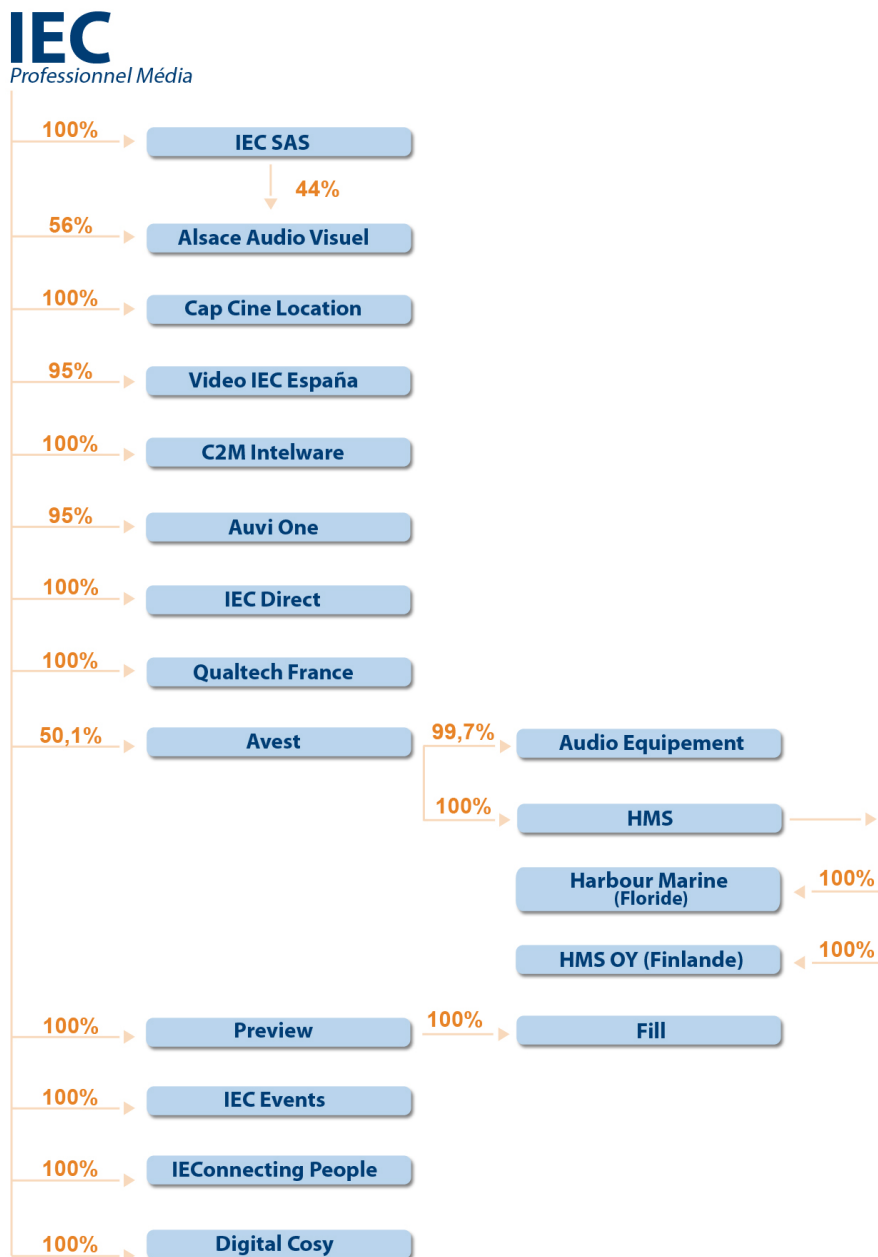 IEC
Professionnel Média
100%
IEC SAS
44%
56%
Alsace Audio Visuel
100%
Cap Cine Location
95%
Video IEC España
100%
C2M Intelware
95%
Auvi One
100%
IEC Direct
100%
Qualtech France
50,1%
Avest
99,7%
Audio Equipement
100%
HMS
Harbour Marine
(Floride)
100%
HMS OY (Finlande)
100%
100%
Preview
100%
Fill
100%
IEC Events
100%
IEConnecting People
100%
Digital Cosy